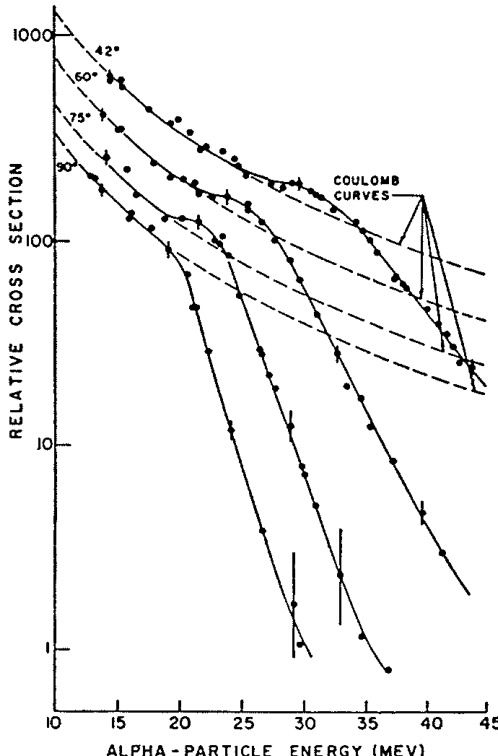 1000
42°
60°
75°
90°
COULOMB
CURVES
100
10
1
RELATIVE CROSS SECTION
10 15 20 25 30 35 40 45
ALPHA-PARTICLE ENERGY (MEV)